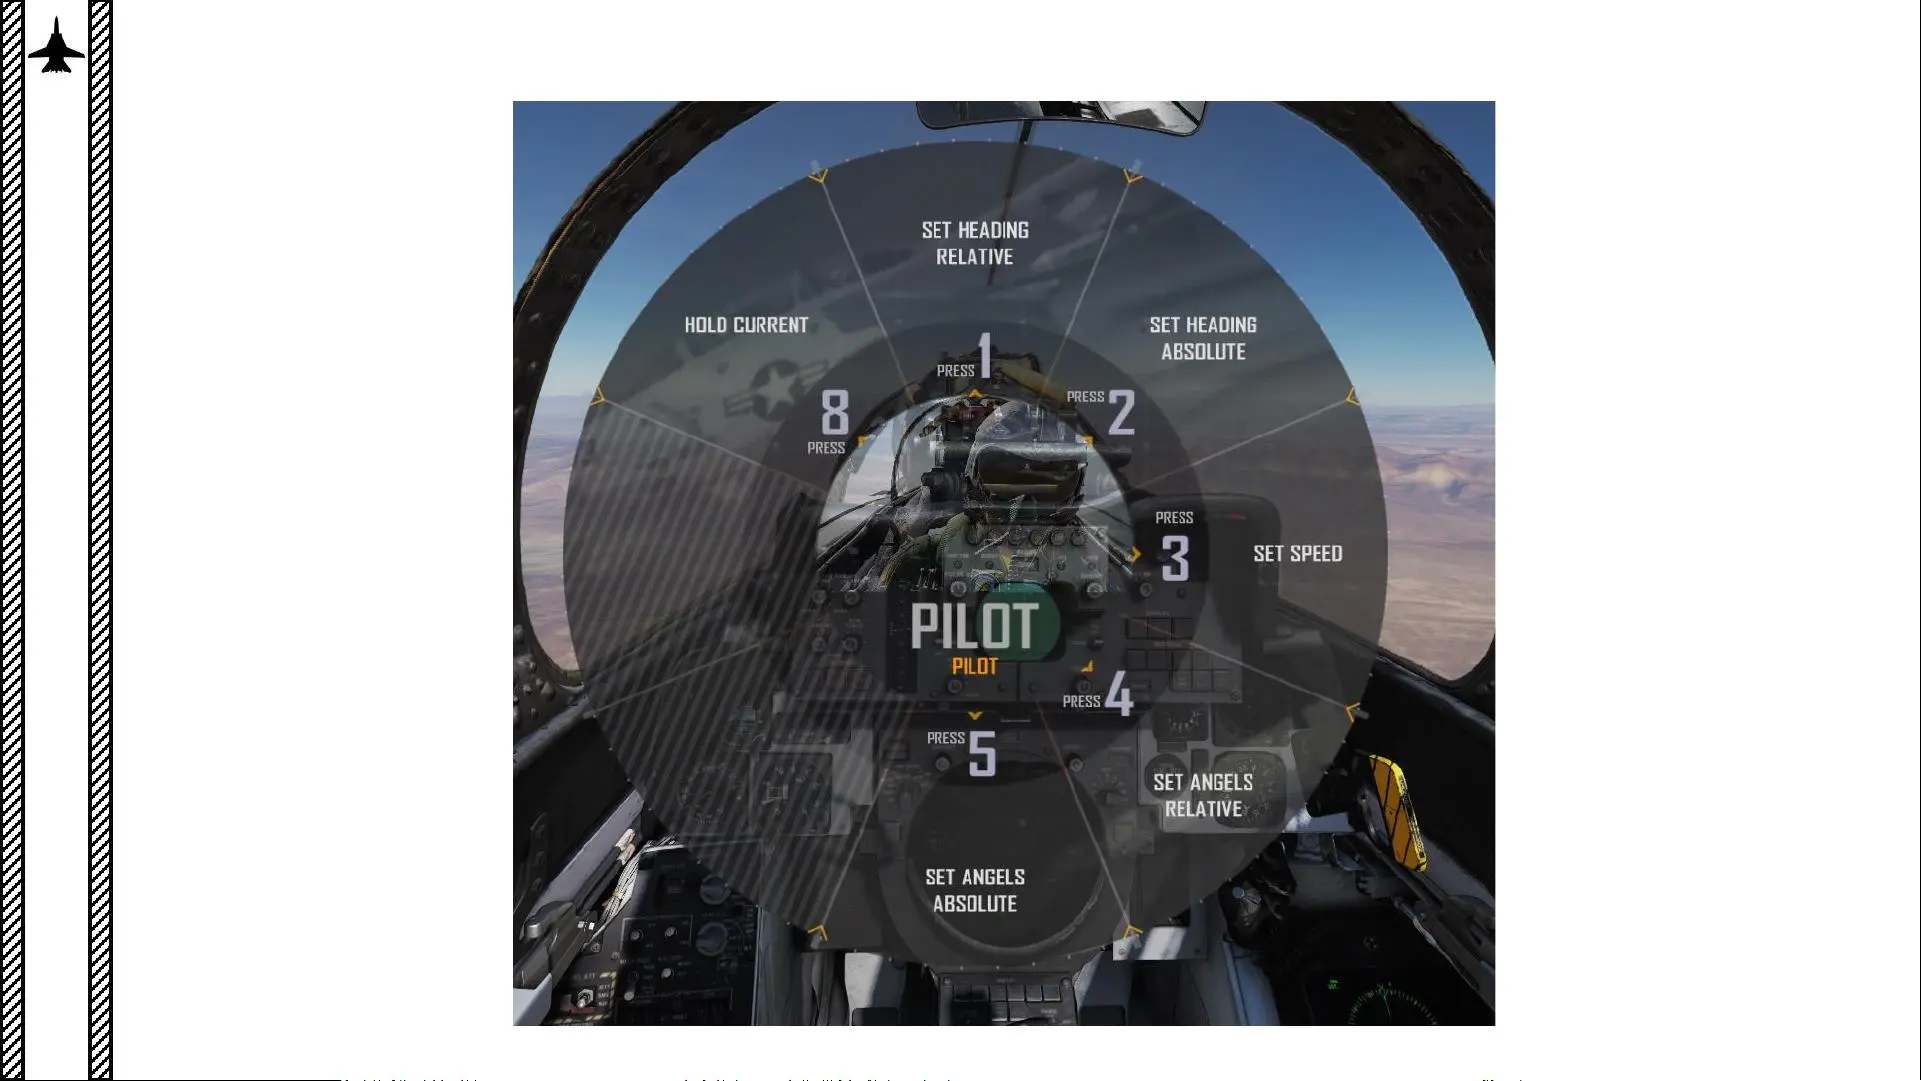 SET HEADING
RELATIVE
HOLD CURRENT
SET HEADING
ABSOLUTE
PRESS 1
8
PRESS
PRESS 2
PRESS
3
SET SPEED
PILOT
PILOT
PRESS 4
PRESS 5
SET ANGELS
RELATIVE
SET ANGELS
ABSOLUTE